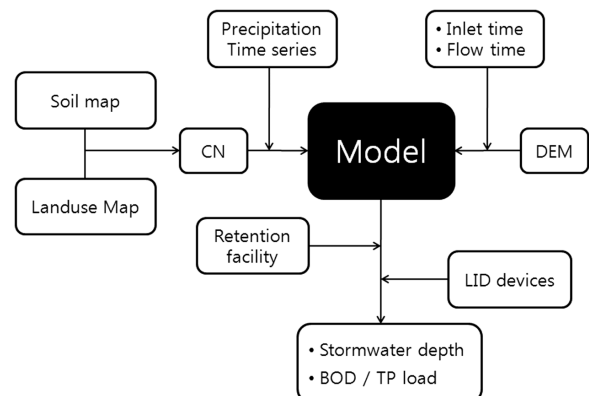 Precipitation
Time series
• Inlet time
• Flow time
Soil map
CN
Model
DEM
Landuse Map
Retention
facility
LID devices
• Stormwater depth
• BOD / TP load